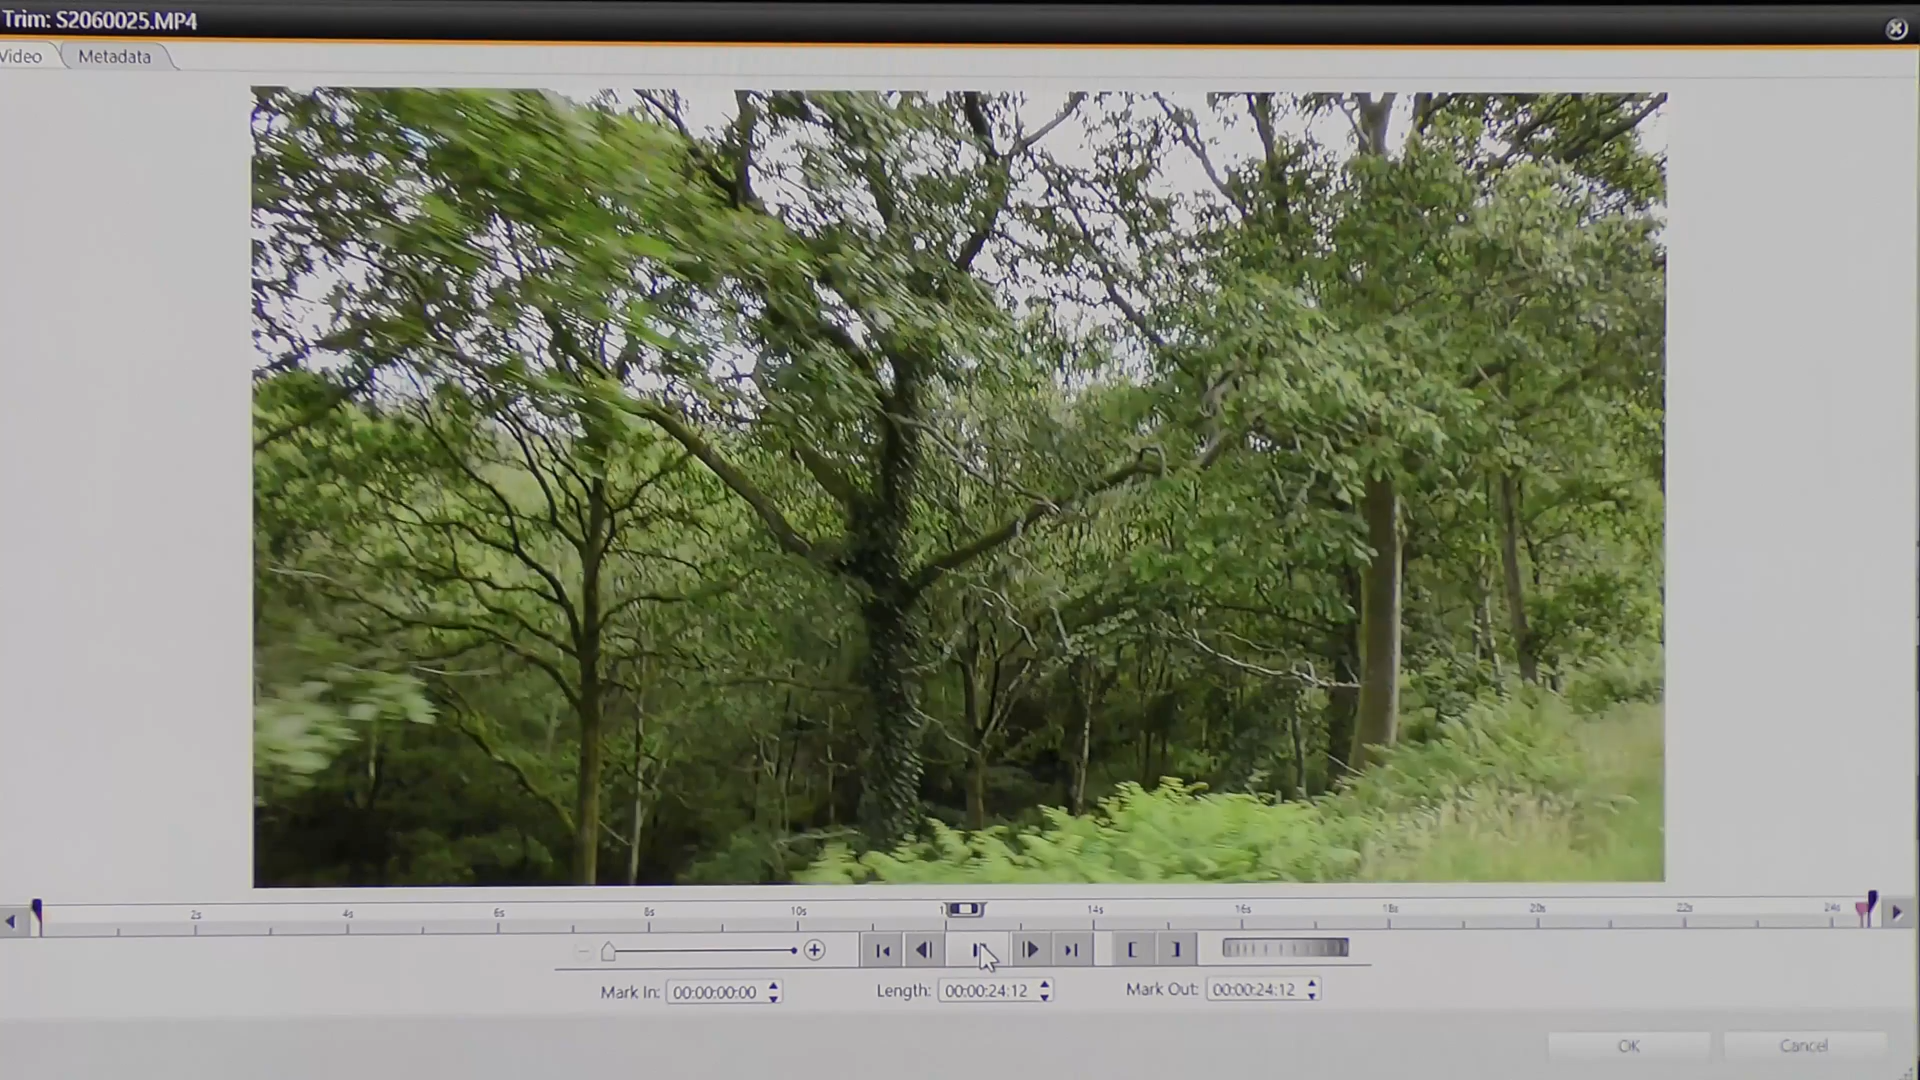 Trim: S2060025.MP4
Video Metadata
2s 4s 6s 8s 10s 14s 16s 18s 20s 22s 24s
Mark In: 00:00:00:00 Length: 00:00:24:12 Mark Out: 00:00:24:12
OK Cancel